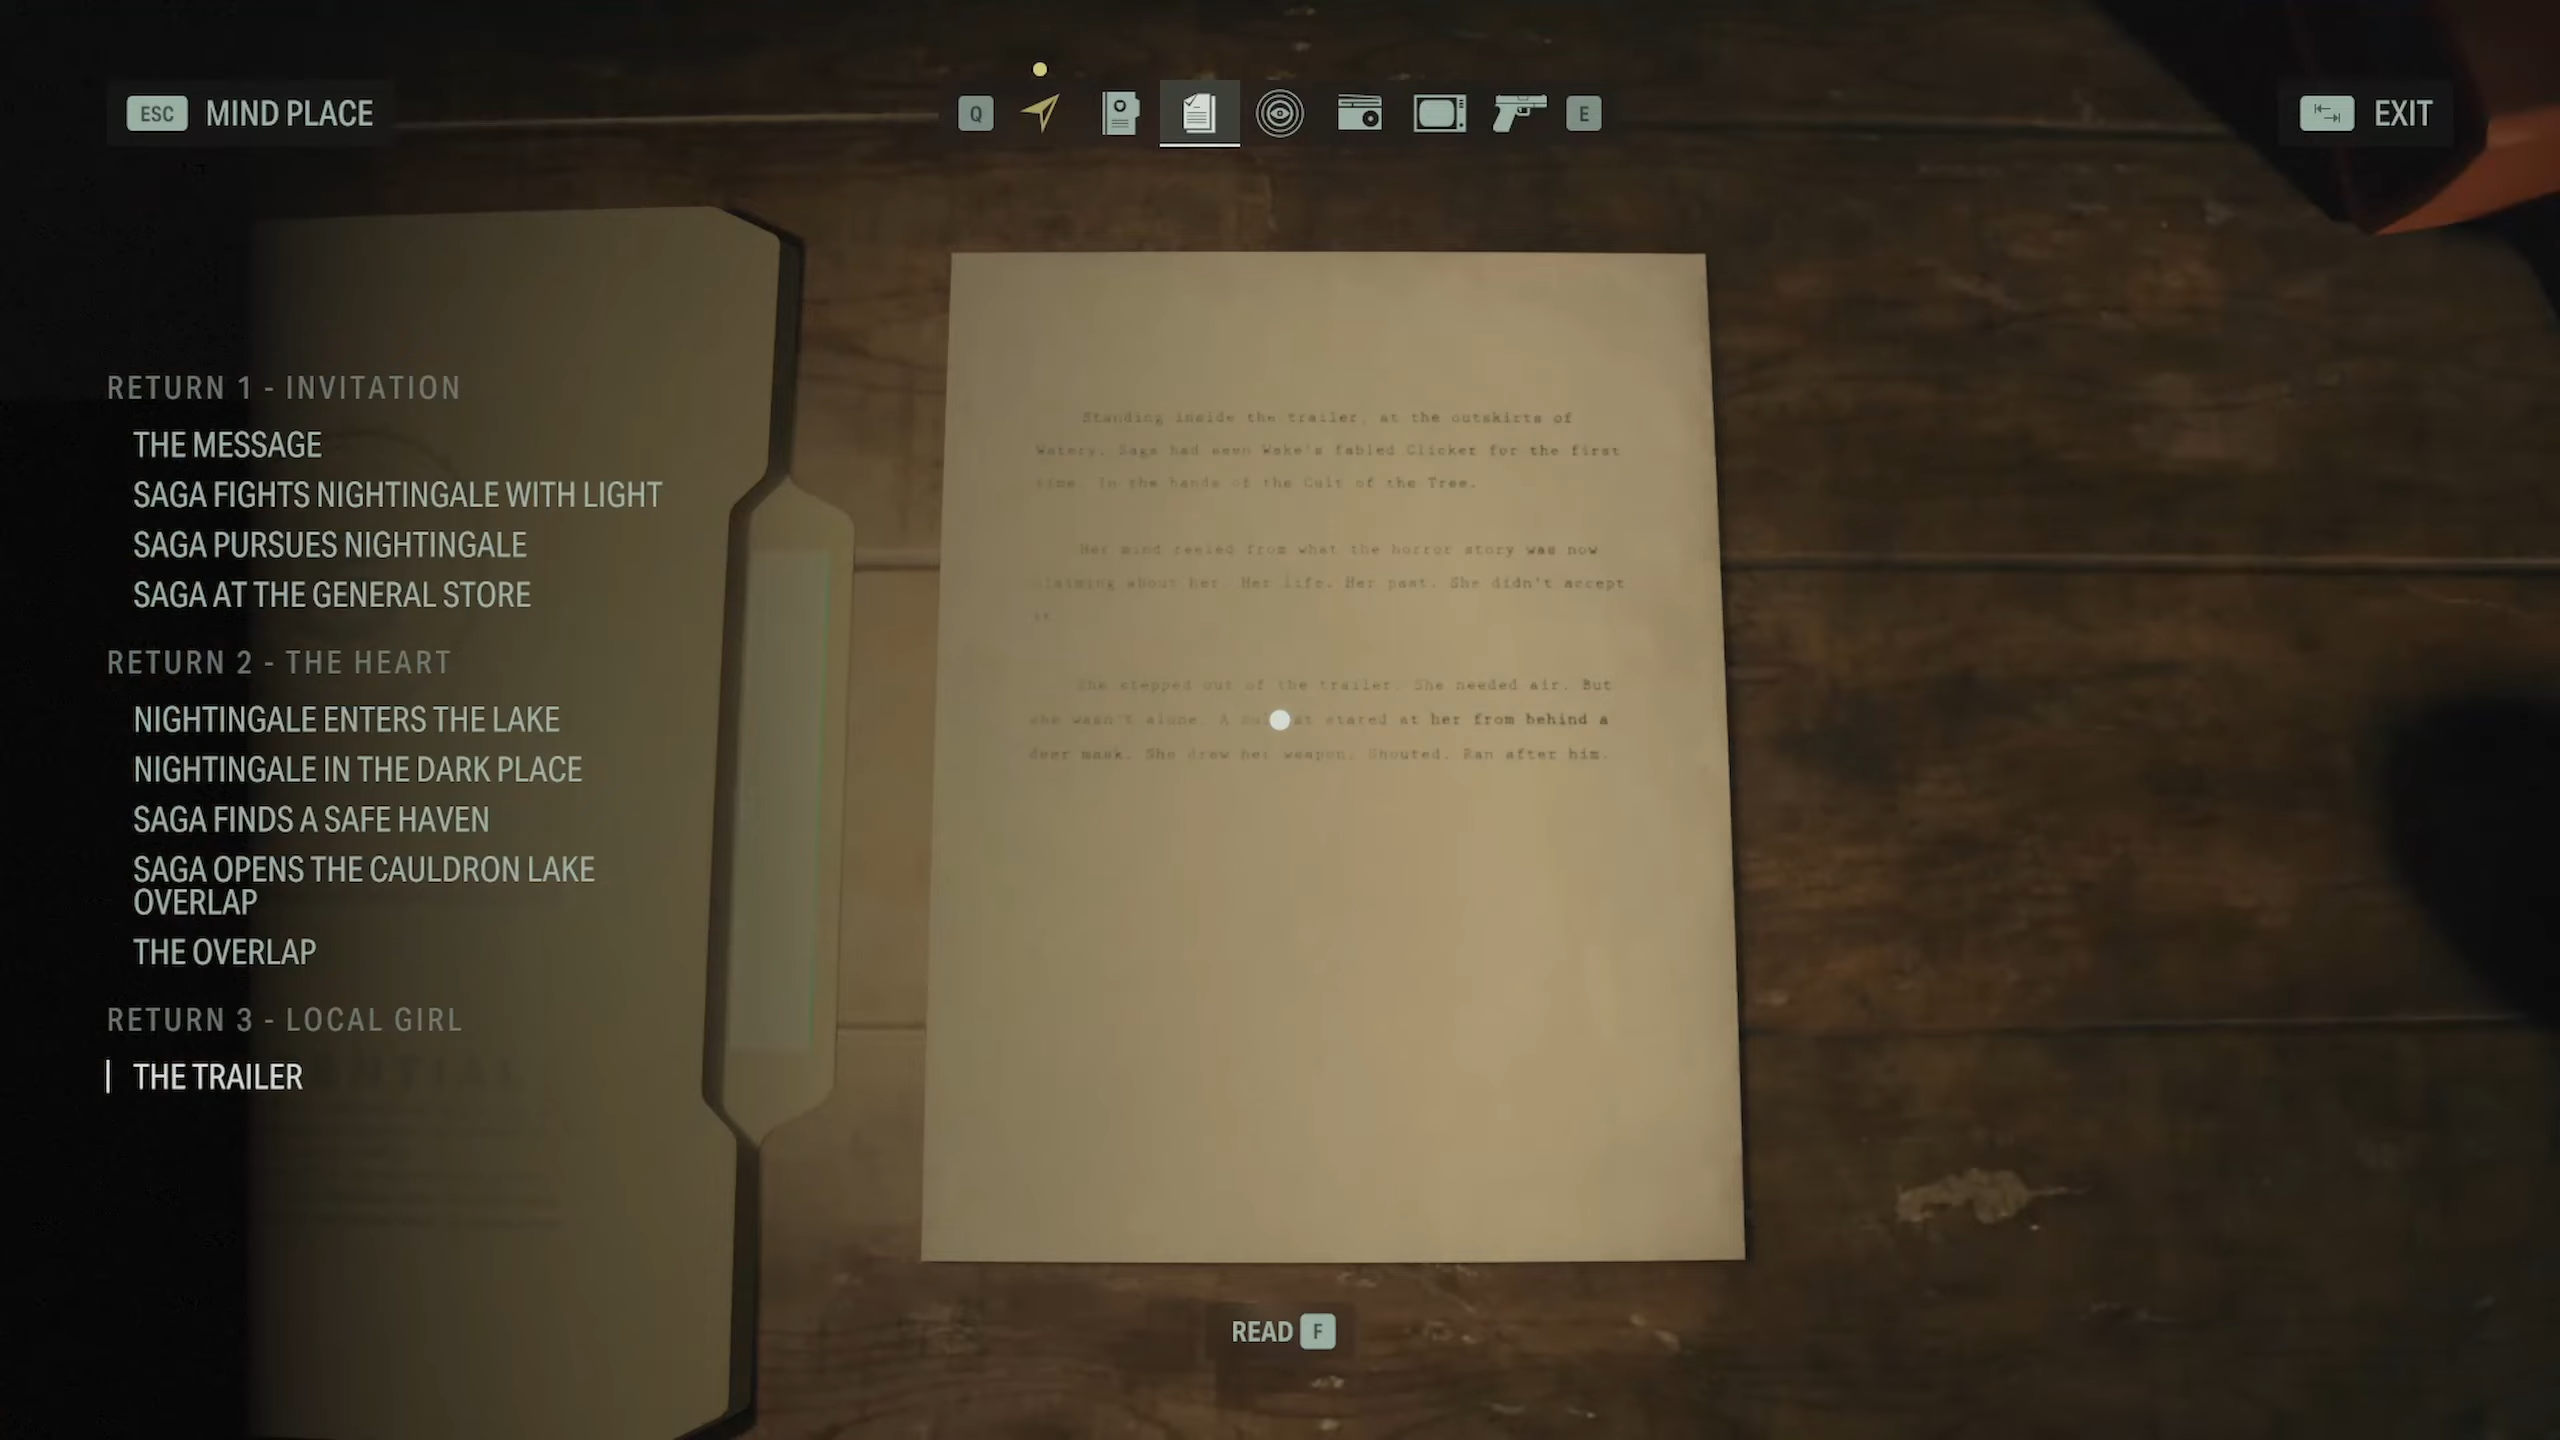 ESC MIND PLACE
Q
E
EXIT
RETURN 1 - INVITATION
THE MESSAGE
SAGA FIGHTS NIGHTINGALE WITH LIGHT
SAGA PURSUES NIGHTINGALE
SAGA AT THE GENERAL STORE
RETURN 2 - THE HEART
NIGHTINGALE ENTERS THE LAKE
NIGHTINGALE IN THE DARK PLACE
SAGA FINDS A SAFE HAVEN
SAGA OPENS THE CAULDRON LAKE
OVERLAP
THE OVERLAP
RETURN 3 - LOCAL GIRL
THE TRAILER
Standing inside the trailer, at the outskirts of
Watery, Saga had seen Wake's fabled Clicker for the first
time. In the hands of the Cult of the Tree.
Her mind reeled from what the horror story was now
claiming about her. Her life. Her past. She didn't accept
it.
She stepped out of the trailer. She needed air. But
she wasn't alone. A stared at her from behind a
deer mask. She drew her weapon. Shouted. Ran after him.
READ F